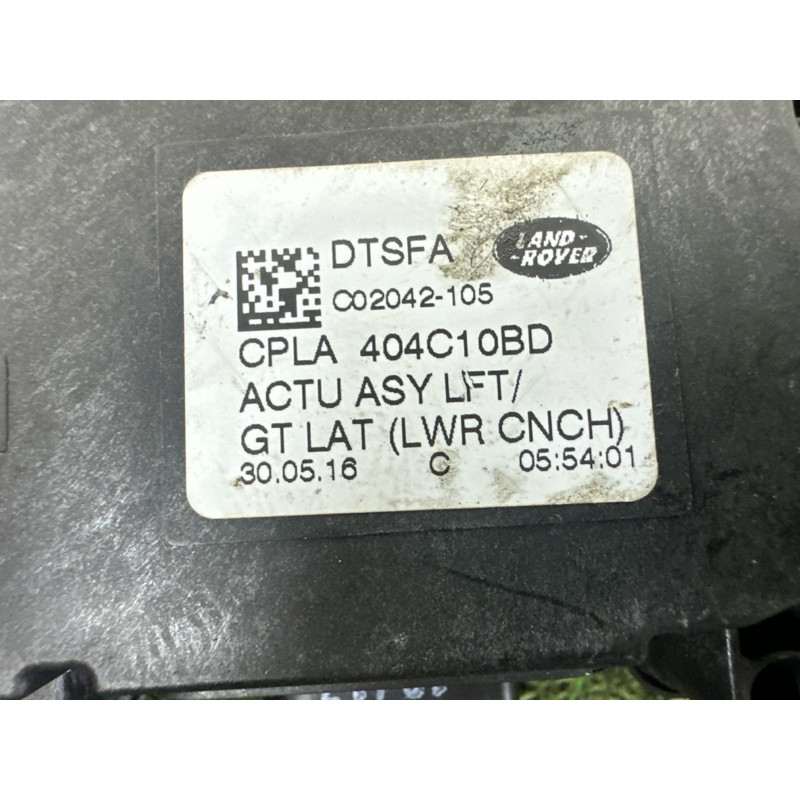 DTSFA
LAND
ROVER
C02042-105
CPLA 404C10BD
ACTU ASY LFT/
GT LAT (LWR CNCH)
30.05.16 C 05:54:01